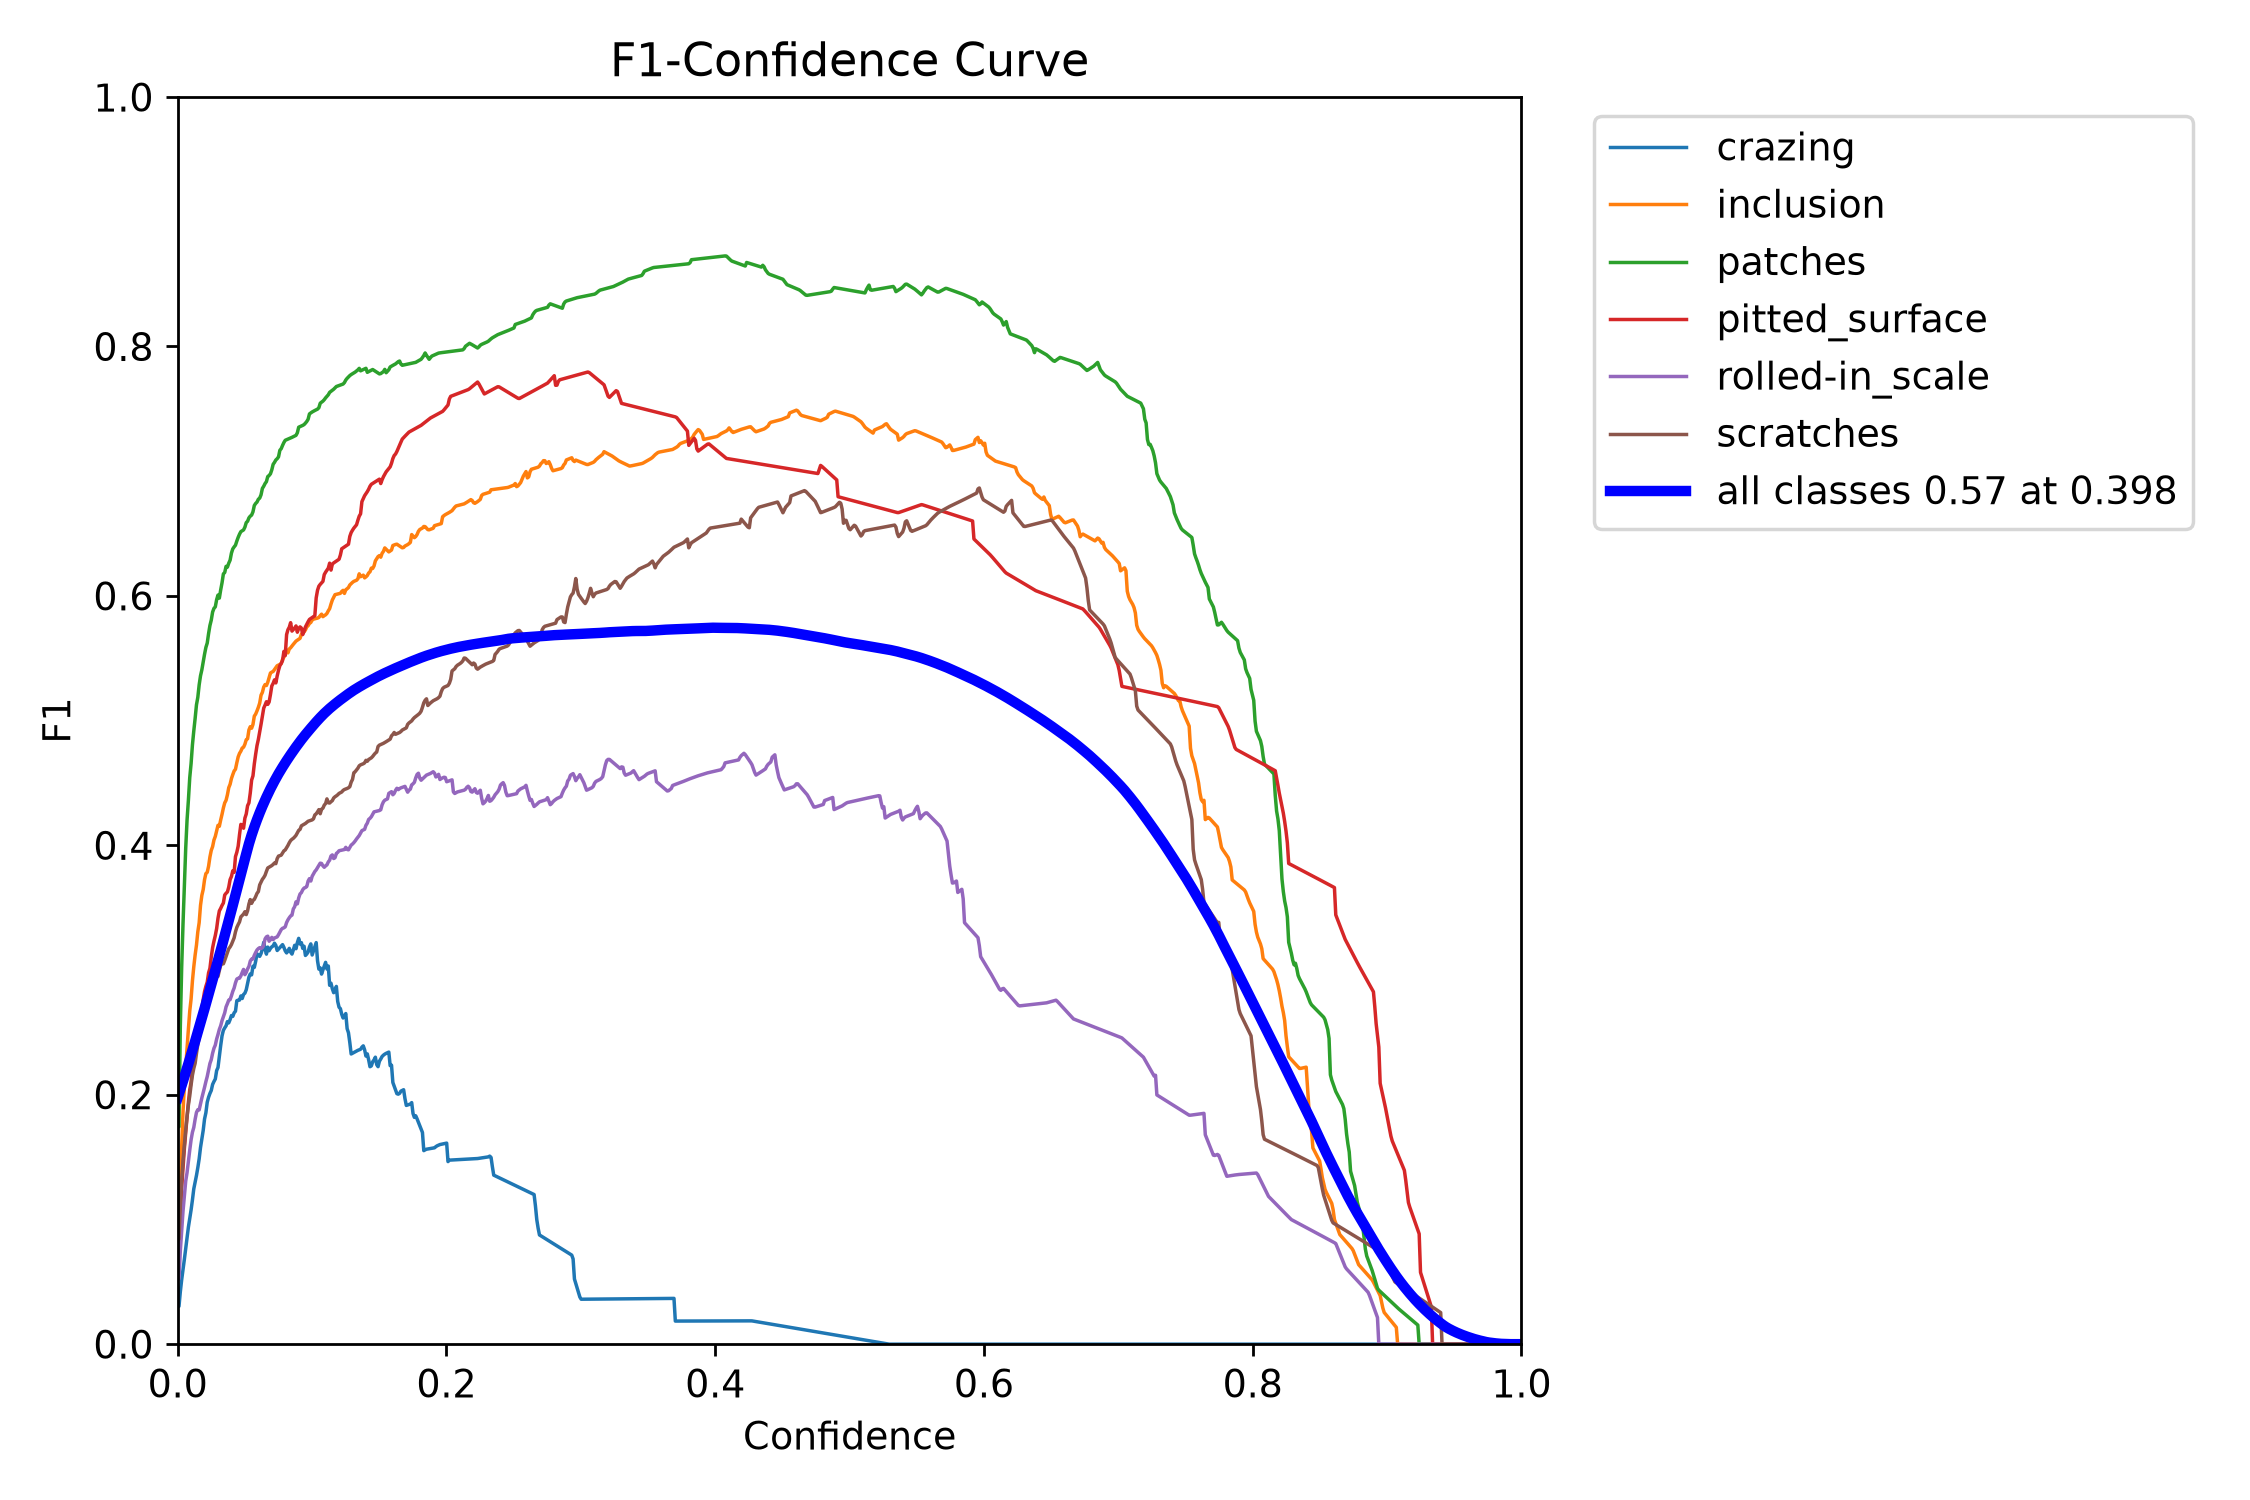 F1-Confidence Curve
1.0
0.8
0.6
0.4
0.2
0.0
F1
0.0 0.2 0.4 0.6 0.8 1.0
Confidence
crazing
inclusion
patches
pitted_surface
rolled-in_scale
scratches
all classes 0.57 at 0.398